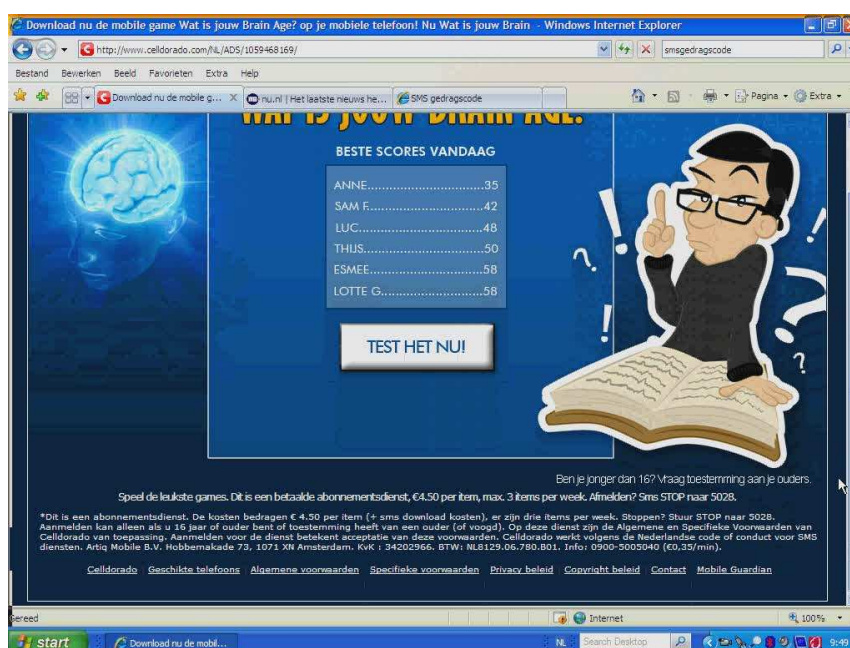 Download nu de mobile game Wat is jouw Brain Age? op je mobiele telefoon! Nu Wat is jouw Brain - Windows Internet Explorer
http://www.celldorado.com/NL/ADS/1059468169/
smsgedragscode
Bestand Bewerken Beeld Favorieten Extra Help
Download nu de mobile g... X
nu.nl | Het laatste nieuws he...
SMS gedragscode
Pagina
Extra
WAT IS JOUW BRAIN AGE?
BESTE SCORES VANDAAG
ANNE...............................35
SAM F..............................42
LUC.................................48
THIJS................................50
ESMEE..............................58
LOTTE G...........................58
TEST HET NU!
Ben je jonger dan 16? Vraag toestemming aan je ouders.
Speel de leukste games. Dit is een betaalde abonnementsdienst, €4.50 per item, max. 3 items per week. Afmelden? Sms STOP naar 5028.
*Dit is een abonnementsdienst. De kosten bedragen € 4.50 per item (+ sms download kosten), er zijn drie items per week. Stoppen? Stuur STOP naar 5028.
Aanmelden kan alleen als u 16 jaar of ouder bent of toestemming heeft van een ouder (of voogd). Op deze dienst zijn de Algemene en Specifieke Voorwaarden van
Celldorado van toepassing. Aanmelden voor de dienst betekent acceptatie van deze voorwaarden. Celldorado werkt volgens de Nederlandse code of conduct voor SMS
diensten. Artiq Mobile B.V. Hobbemakade 73, 1071 XN Amsterdam. KvK : 34202966. BTW: NL8129.06.780.B01. Info: 0900-5005040 (€0,35/min).
Celldorado Geschikte telefoons Algemene voorwaarden Specifieke voorwaarden Privacy beleid Copyright beleid Contact Mobile Guardian
Gereed
Internet
100%
start
Download nu de mobil...
NL
Search Desktop
9:49